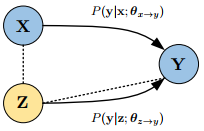 P(y|x; θx→y)
X
Y
Z
P(y|z; θz→y)